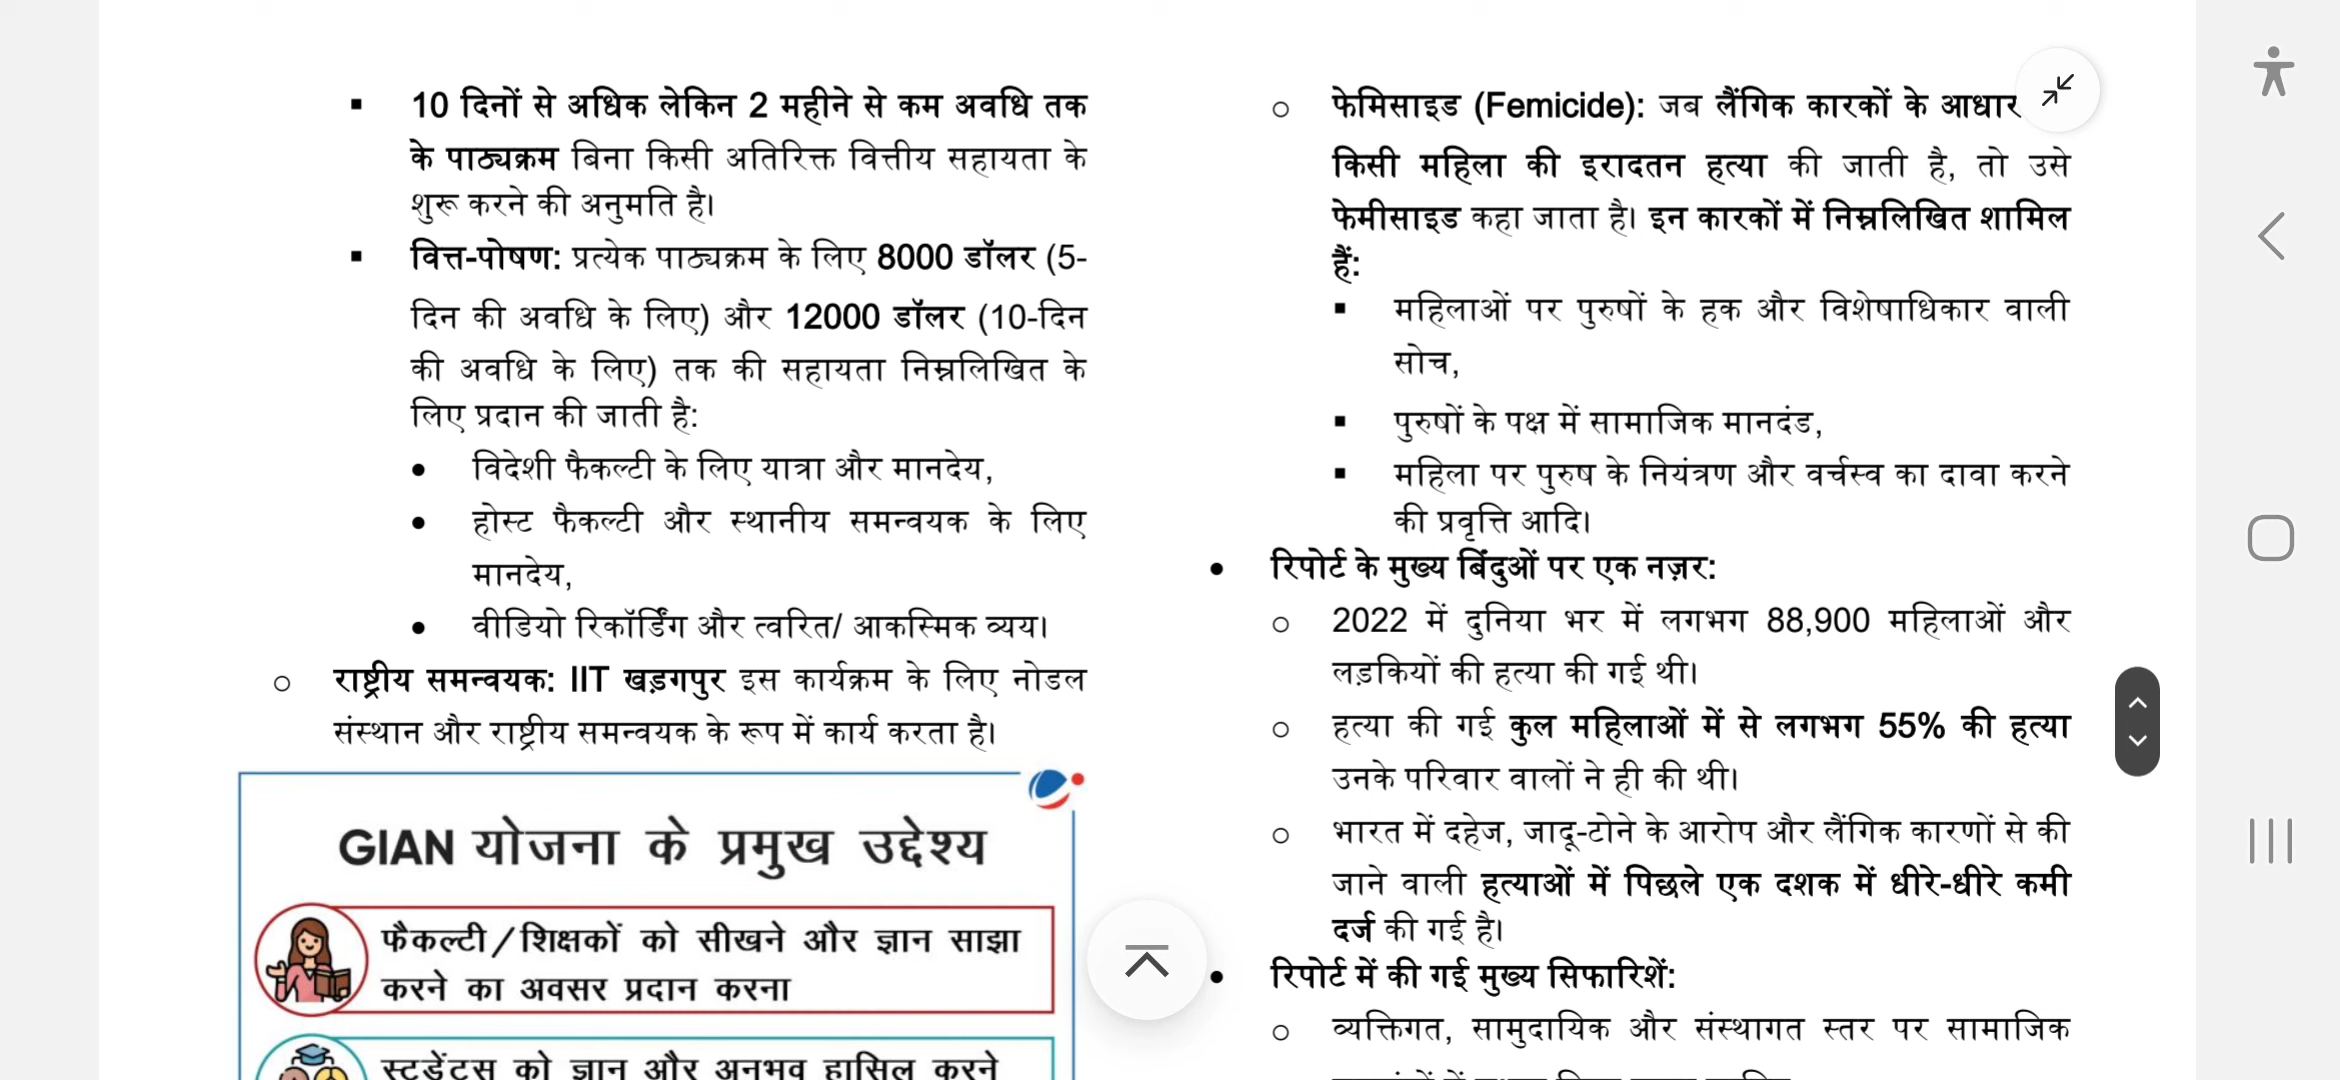 ▪ 10 दिनों से अधिक लेकिन 2 महीने से कम अवधि तक
के पाठ्यक्रम बिना किसी अतिरिक्त वित्तीय सहायता के
शुरू करने की अनुमति है।
▪ वित्त-पोषण: प्रत्येक पाठ्यक्रम के लिए 8000 डॉलर (5-
दिन की अवधि के लिए) और 12000 डॉलर (10-दिन
की अवधि के लिए) तक की सहायता निम्नलिखित के
लिए प्रदान की जाती है:
• विदेशी फैकल्टी के लिए यात्रा और मानदेय,
• होस्ट फैकल्टी और स्थानीय समन्वयक के लिए
मानदेय,
• वीडियो रिकॉर्डिंग और त्वरित/ आकस्मिक व्यय।
○ राष्ट्रीय समन्वयक: IIT खड़गपुर इस कार्यक्रम के लिए नोडल
संस्थान और राष्ट्रीय समन्वयक के रूप में कार्य करता है।
GIAN योजना के प्रमुख उद्देश्य
फैकल्टी/शिक्षकों को सीखने और ज्ञान साझा
करने का अवसर प्रदान करना
स्टूडेंट्स को ज्ञान और अनुभव हासिल करने
○ फेमिसाइड (Femicide): जब लैंगिक कारकों के आधार
किसी महिला की इरादतन हत्या की जाती है, तो उसे
फेमीसाइड कहा जाता है। इन कारकों में निम्नलिखित शामिल
हैं:
▪ महिलाओं पर पुरुषों के हक और विशेषाधिकार वाली
सोच,
▪ पुरुषों के पक्ष में सामाजिक मानदंड,
▪ महिला पर पुरुष के नियंत्रण और वर्चस्व का दावा करने
की प्रवृत्ति आदि।
• रिपोर्ट के मुख्य बिंदुओं पर एक नज़र:
○ 2022 में दुनिया भर में लगभग 88,900 महिलाओं और
लड़कियों की हत्या की गई थी।
○ हत्या की गई कुल महिलाओं में से लगभग 55% की हत्या
उनके परिवार वालों ने ही की थी।
○ भारत में दहेज, जादू-टोने के आरोप और लैंगिक कारणों से की
जाने वाली हत्याओं में पिछले एक दशक में धीरे-धीरे कमी
दर्ज की गई है।
• रिपोर्ट में की गई मुख्य सिफारिशें:
○ व्यक्तिगत, सामुदायिक और संस्थागत स्तर पर सामाजिक